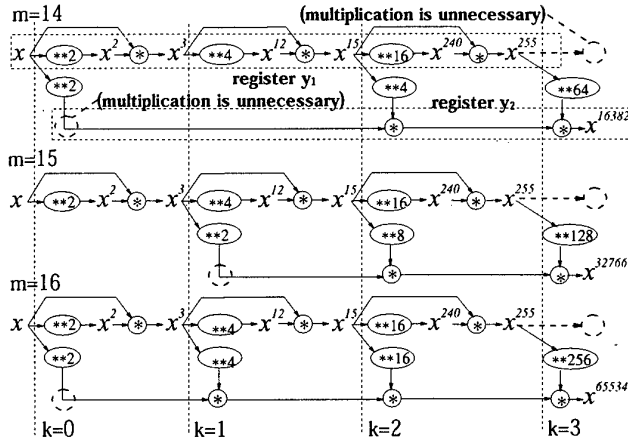 m=14
(multiplication is unnecessary)
x **2 x^2 * x^3 **4 x^12 * x^15 **16 x^240 * x^255
register y₁
**2 **4 **64
(multiplication is unnecessary)
register y₂
* * x^16382
m=15
x **2 x^2 * x^3 **4 x^12 * x^15 **16 x^240 * x^255
**2 **8 **128
* * x^32766
m=16
x **2 x^2 * x^3 **4 x^12 * x^15 **16 x^240 * x^255
**2 **4 **16 **256
* * * x^65534
k=0 k=1 k=2 k=3